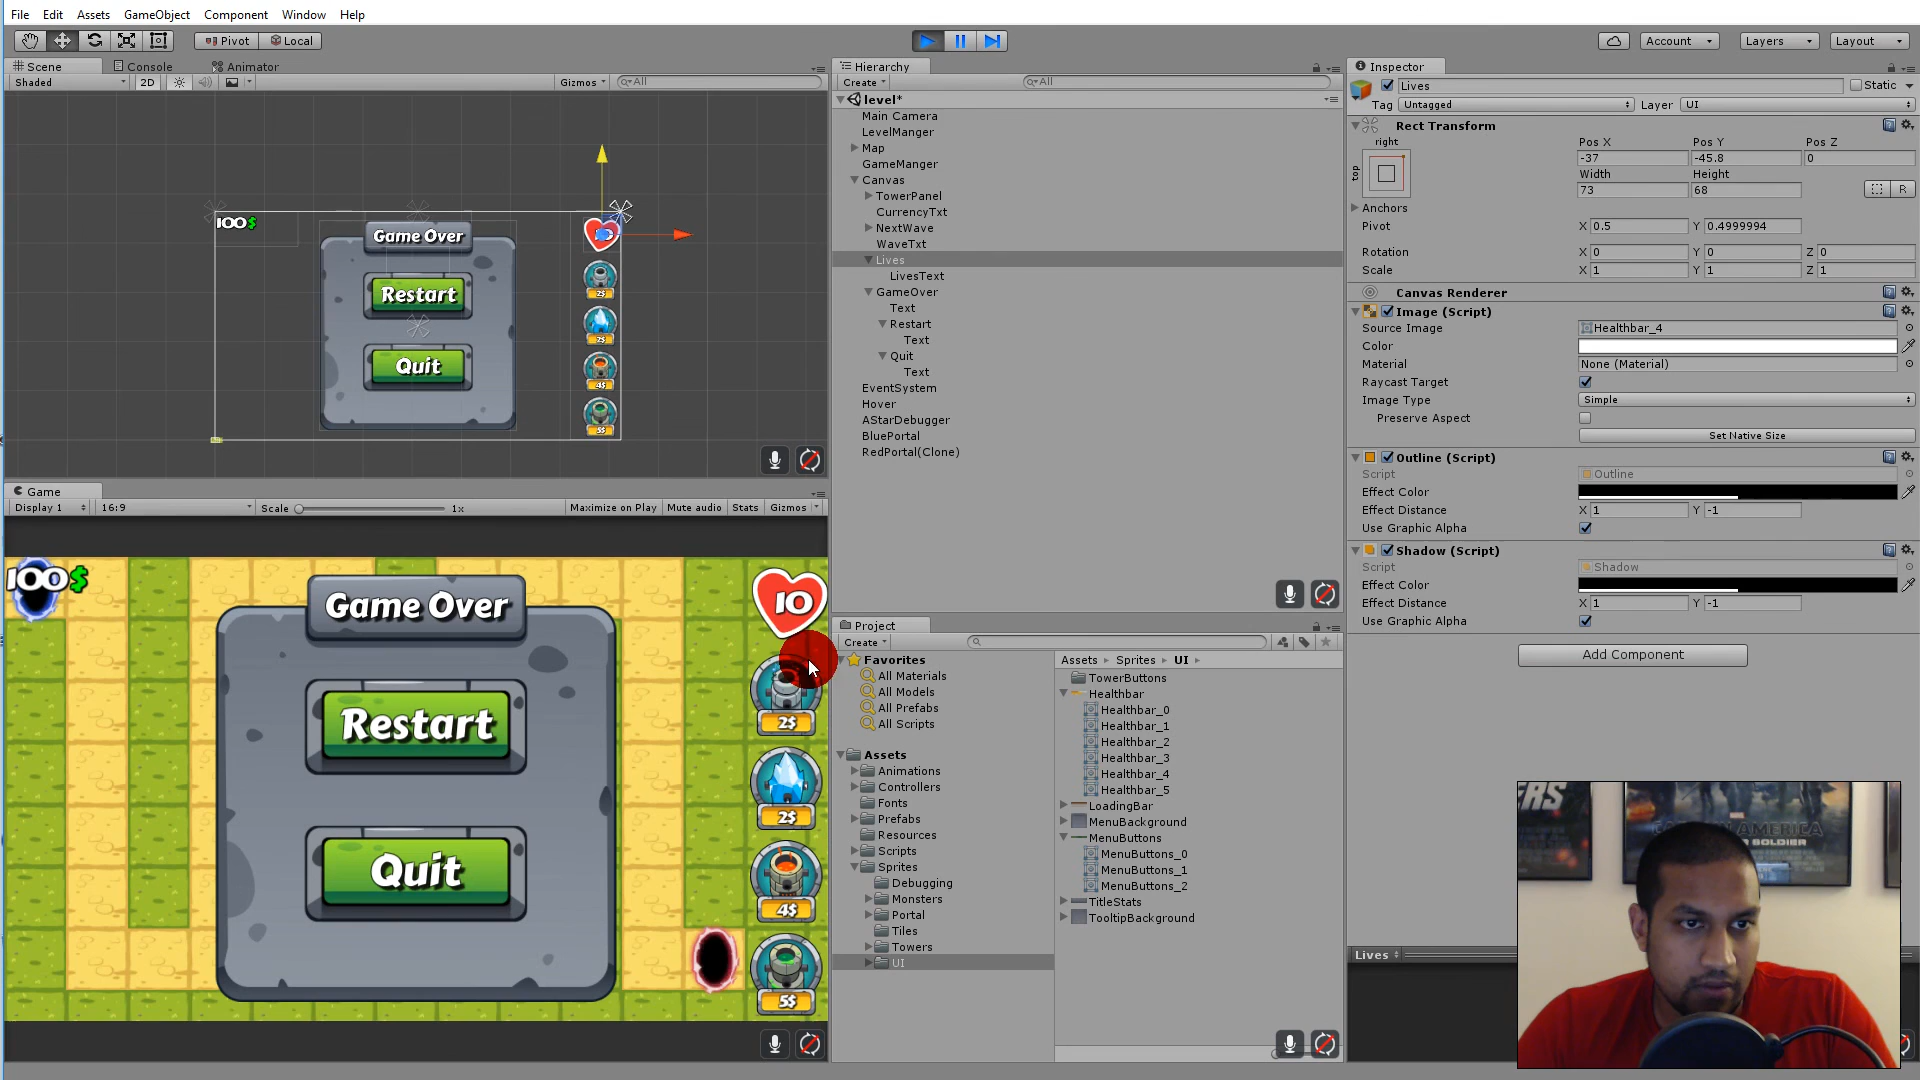 File Edit Assets GameObject Component Window Help
Pivot Local
Account Layers Layout
Scene Console Animator
Shaded 2D Gizmos All
100$
Game Over
Restart
Quit
2$
2$
4$
5$
Game
Display 1 16:9 Scale 1x Maximize on Play Mute audio Stats Gizmos
100$
Game Over
Restart
Quit
10
2$
2$
4$
5$
Hierarchy
Create All
level*
Main Camera
LevelManger
Map
GameManger
Canvas
TowerPanel
CurrencyTxt
NextWave
WaveTxt
Lives
LivesText
GameOver
Text
Restart
Text
Quit
Text
EventSystem
Hover
AStarDebugger
BluePortal
RedPortal(Clone)
Project
Create
Favorites
All Materials
All Models
All Prefabs
All Scripts
Assets
Animations
Controllers
Fonts
Prefabs
Resources
Scripts
Sprites
Debugging
Monsters
Portal
Tiles
Towers
UI
Assets Sprites UI
TowerButtons
Healthbar
Healthbar_0
Healthbar_1
Healthbar_2
Healthbar_3
Healthbar_4
Healthbar_5
LoadingBar
MenuBackground
MenuButtons
MenuButtons_0
MenuButtons_1
MenuButtons_2
TitleStats
TooltipBackground
Inspector
Lives Static
Tag Untagged Layer UI
Rect Transform
right
top
Pos X Pos Y Pos Z
-37 -45.8 0
Width Height
73 68
R
Anchors
Pivot X 0.5 Y 0.4999994
Rotation X 0 Y 0 Z 0
Scale X 1 Y 1 Z 1
Canvas Renderer
Image (Script)
Source Image Healthbar_4
Color
Material None (Material)
Raycast Target
Image Type Simple
Preserve Aspect
Set Native Size
Outline (Script)
Script Outline
Effect Color
Effect Distance X 1 Y -1
Use Graphic Alpha
Shadow (Script)
Script Shadow
Effect Color
Effect Distance X 1 Y -1
Use Graphic Alpha
Add Component
Lives
ERS
CAPTAIN AMERICA
SOLDIER